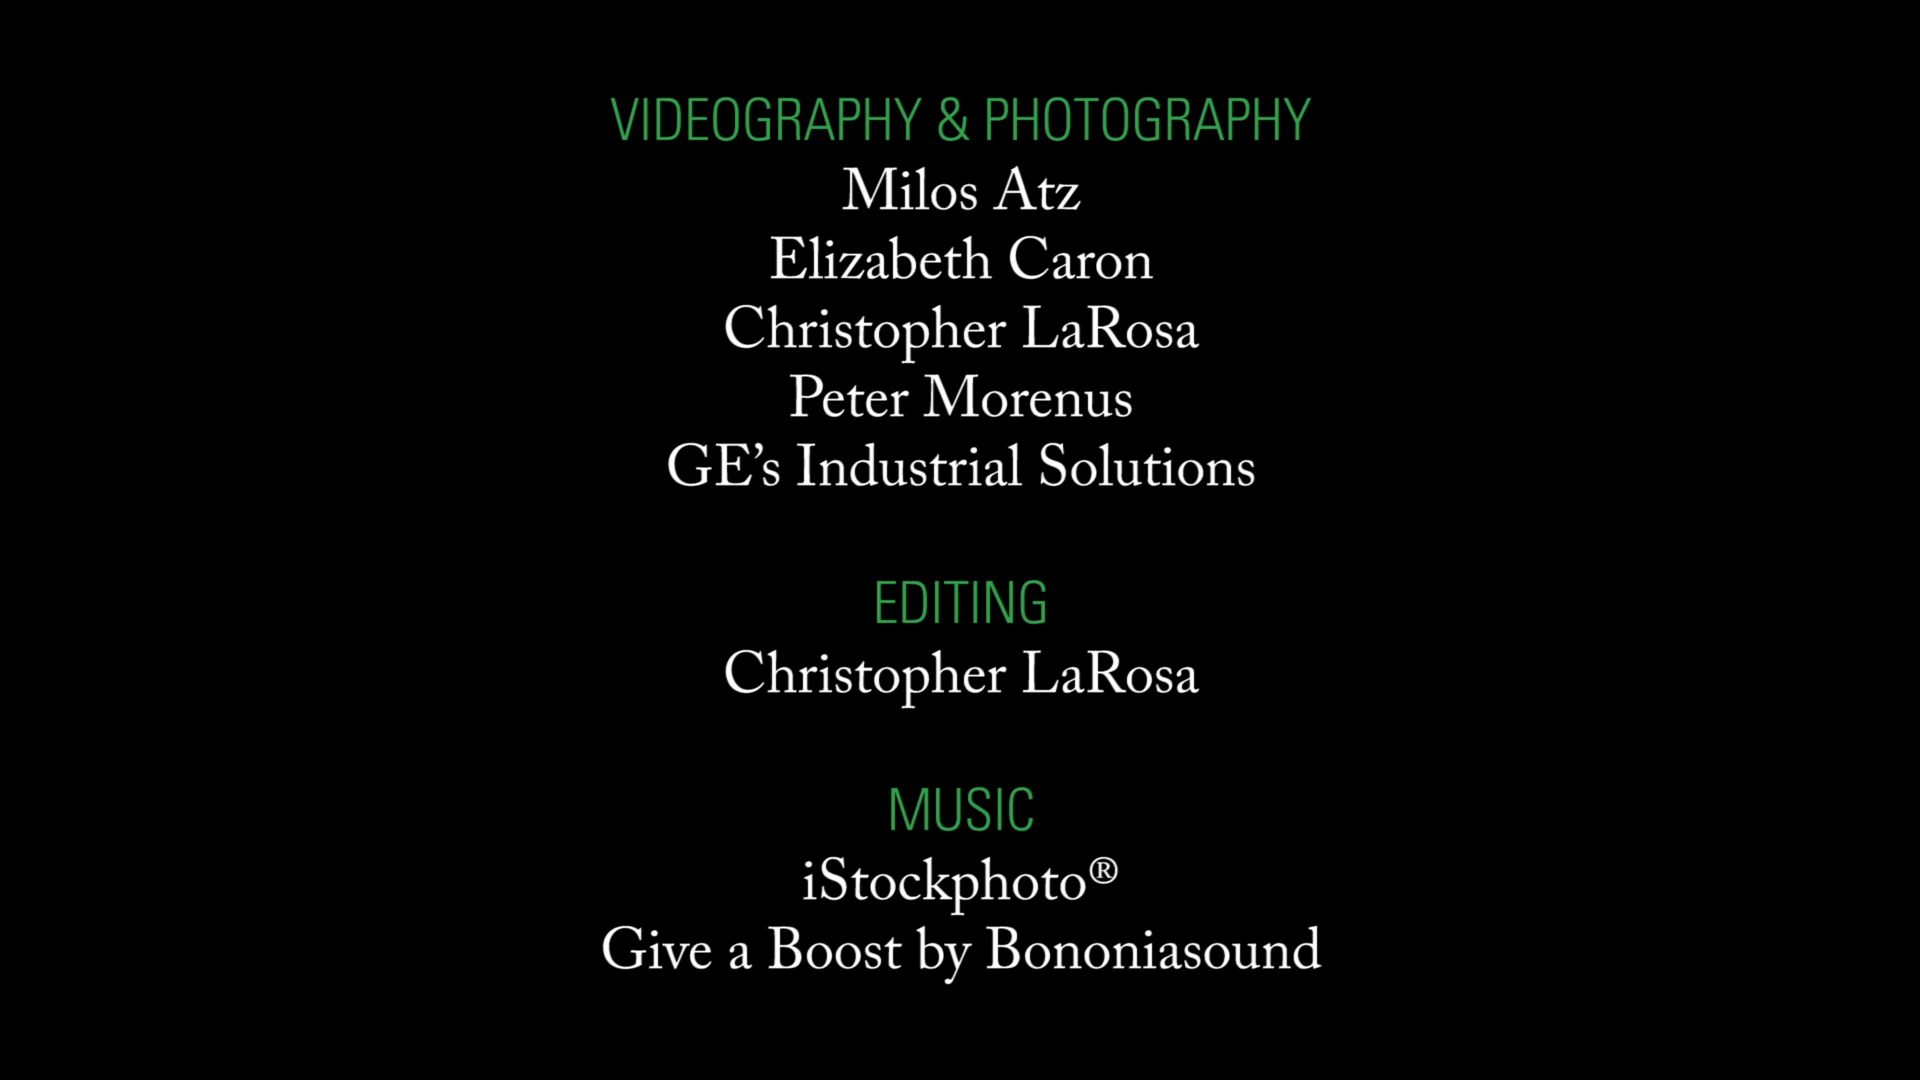 VIDEOGRAPHY & PHOTOGRAPHY
Milos Atz
Elizabeth Caron
Christopher LaRosa
Peter Morenus
GE’s Industrial Solutions
EDITING
Christopher LaRosa
MUSIC
iStockphoto®
Give a Boost by Bononiasound